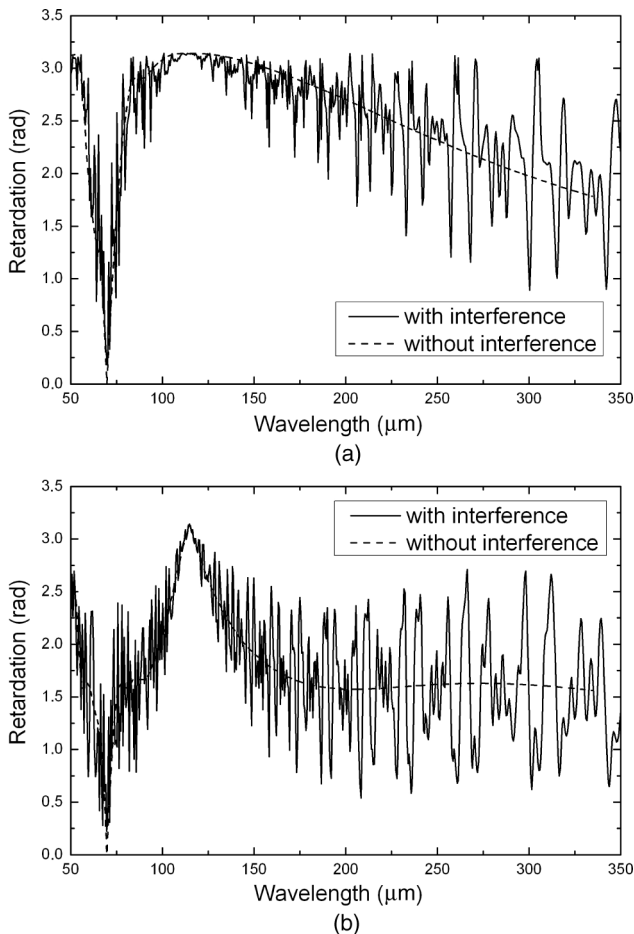 3.5
3.0
2.5
2.0
1.5
1.0
0.5
0.0
Retardation (rad)
with interference
without interference
50 100 150 200 250 300 350
Wavelength (μm)
(a)
3.5
3.0
2.5
2.0
1.5
1.0
0.5
0.0
Retardation (rad)
with interference
without interference
50 100 150 200 250 300 350
Wavelength (μm)
(b)